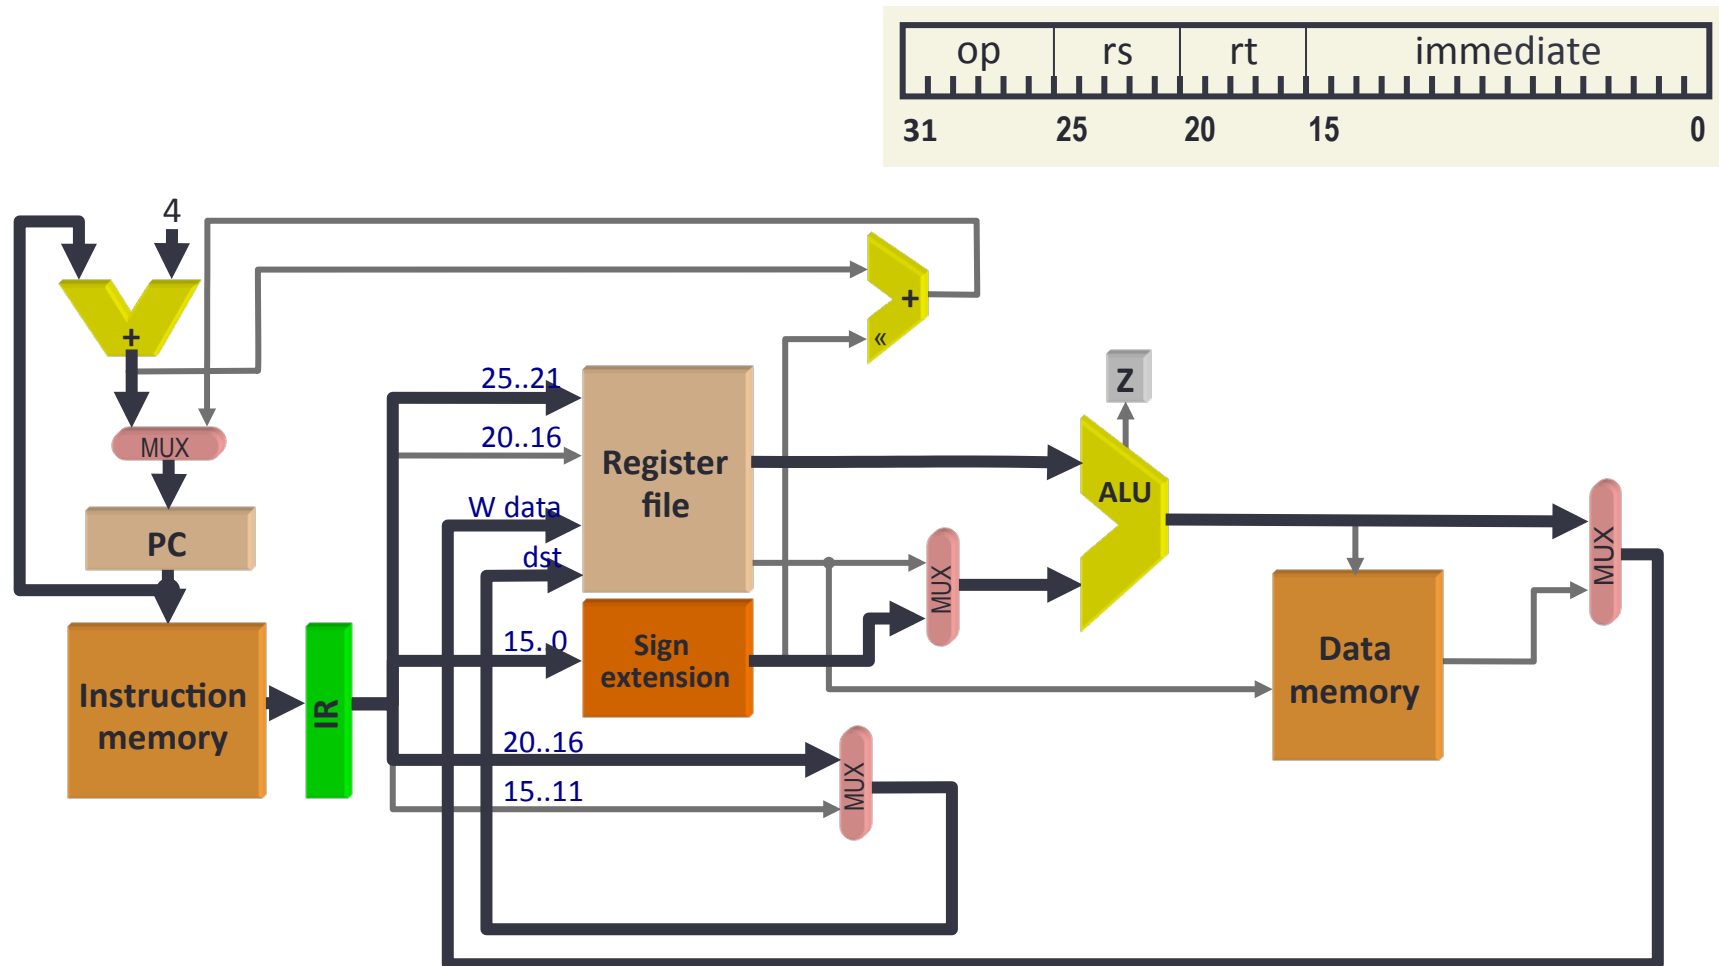 op rs rt immediate
31 25 20 15 0
4
+
+
«
25..21
Z
20..16
MUX
Register
file
ALU
W data
PC
dst
MUX
MUX
15..0
Sign
extension
Data
memory
Instruction
memory
IR
20..16
MUX
15..11